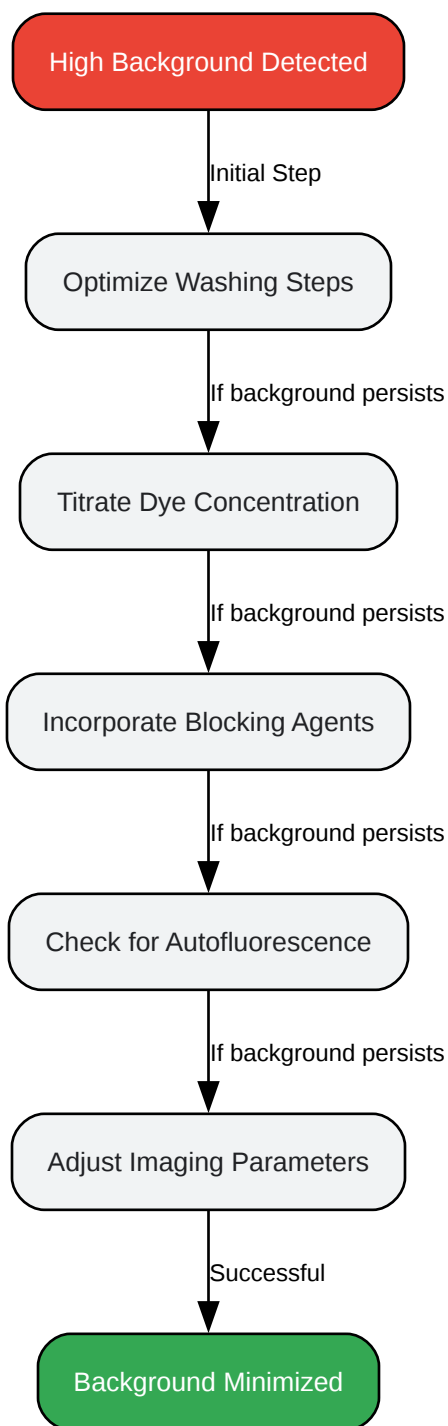 High Background Detected
Initial Step
Optimize Washing Steps
If background persists
Titrate Dye Concentration
If background persists
Incorporate Blocking Agents
If background persists
Check for Autofluorescence
If background persists
Adjust Imaging Parameters
Successful
Background Minimized